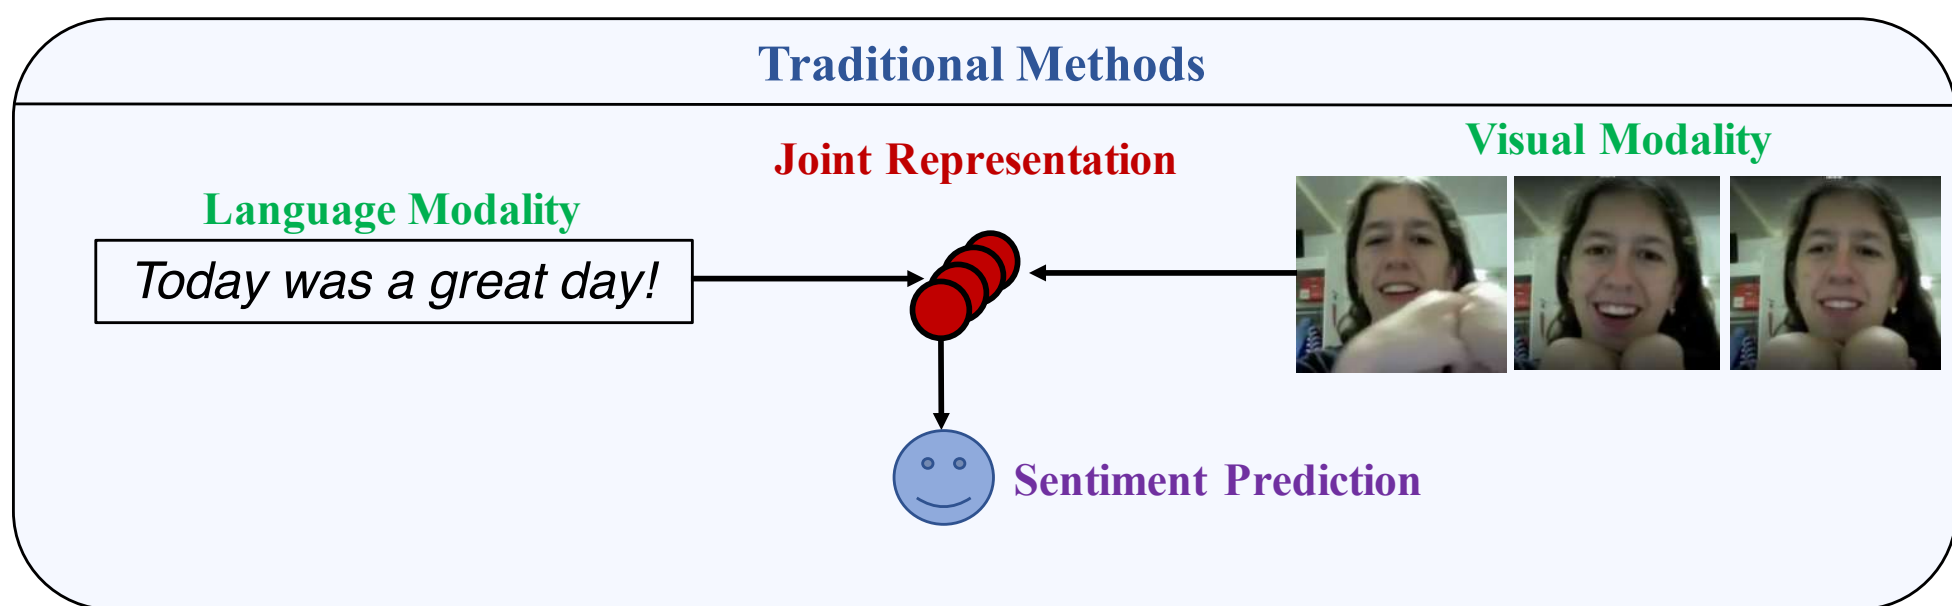 Traditional Methods
Visual Modality
Joint Representation
Language Modality
Today was a great day!
Sentiment Prediction